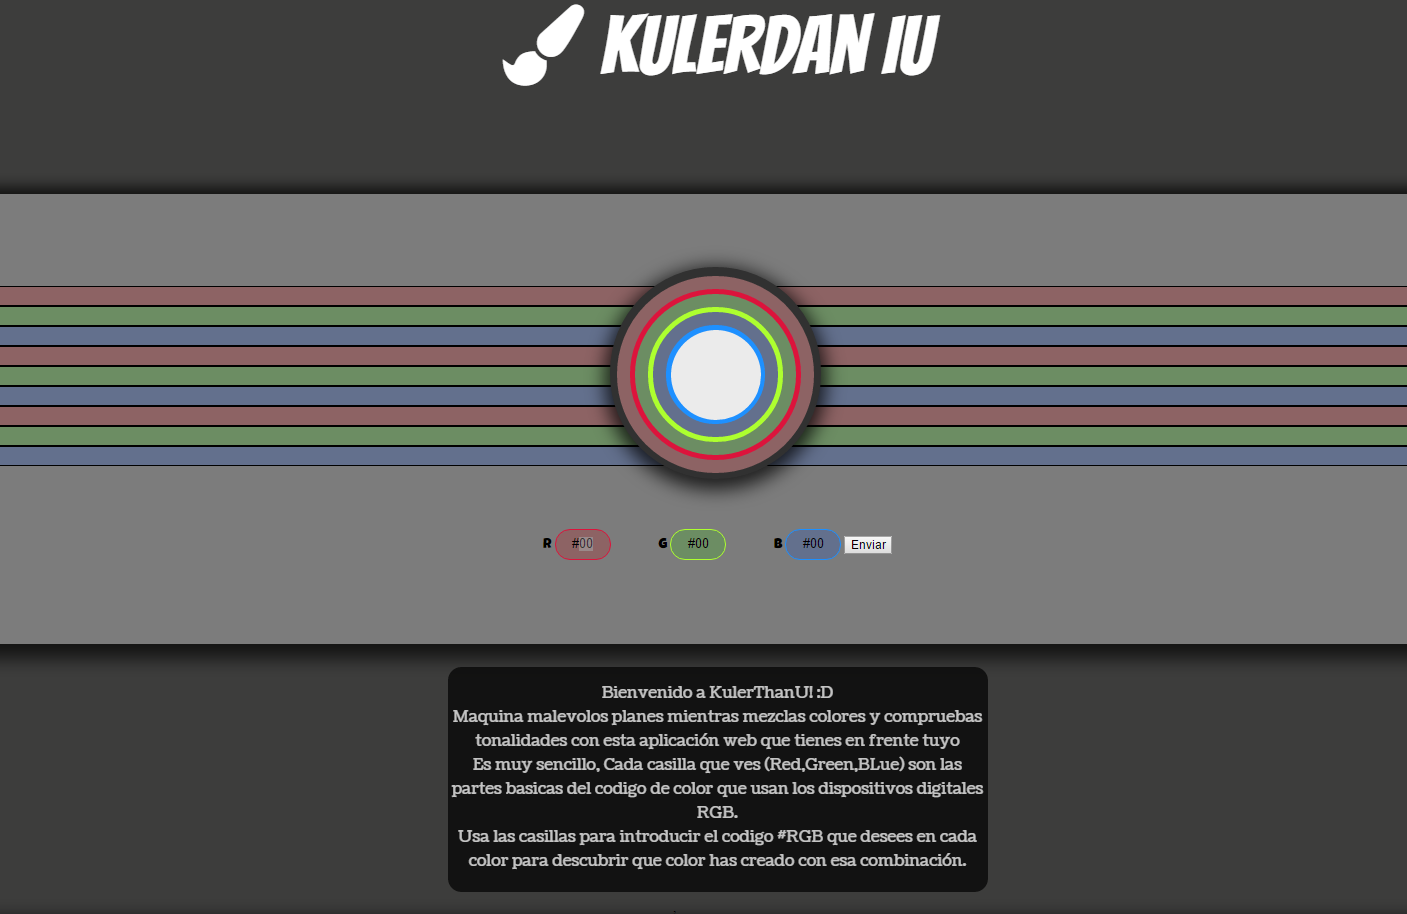 KULERDAN IU
R #00 G #00 B #00 Enviar
Bienvenido a KulerThanU! :D
Maquina malevolos planes mientras mezclas colores y compruebas
tonalidades con esta aplicación web que tienes en frente tuyo
Es muy sencillo, Cada casilla que ves (Red,Green,BLue) son las
partes basicas del codigo de color que usan los dispositivos digitales
RGB.
Usa las casillas para introducir el codigo #RGB que desees en cada
color para descubrir que color has creado con esa combinación.